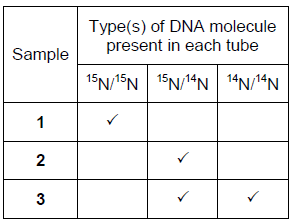 Sample
Type(s) of DNA molecule
present in each tube
¹⁵N/¹⁵N ¹⁵N/¹⁴N ¹⁴N/¹⁴N
1 ✓
2 ✓
3 ✓ ✓